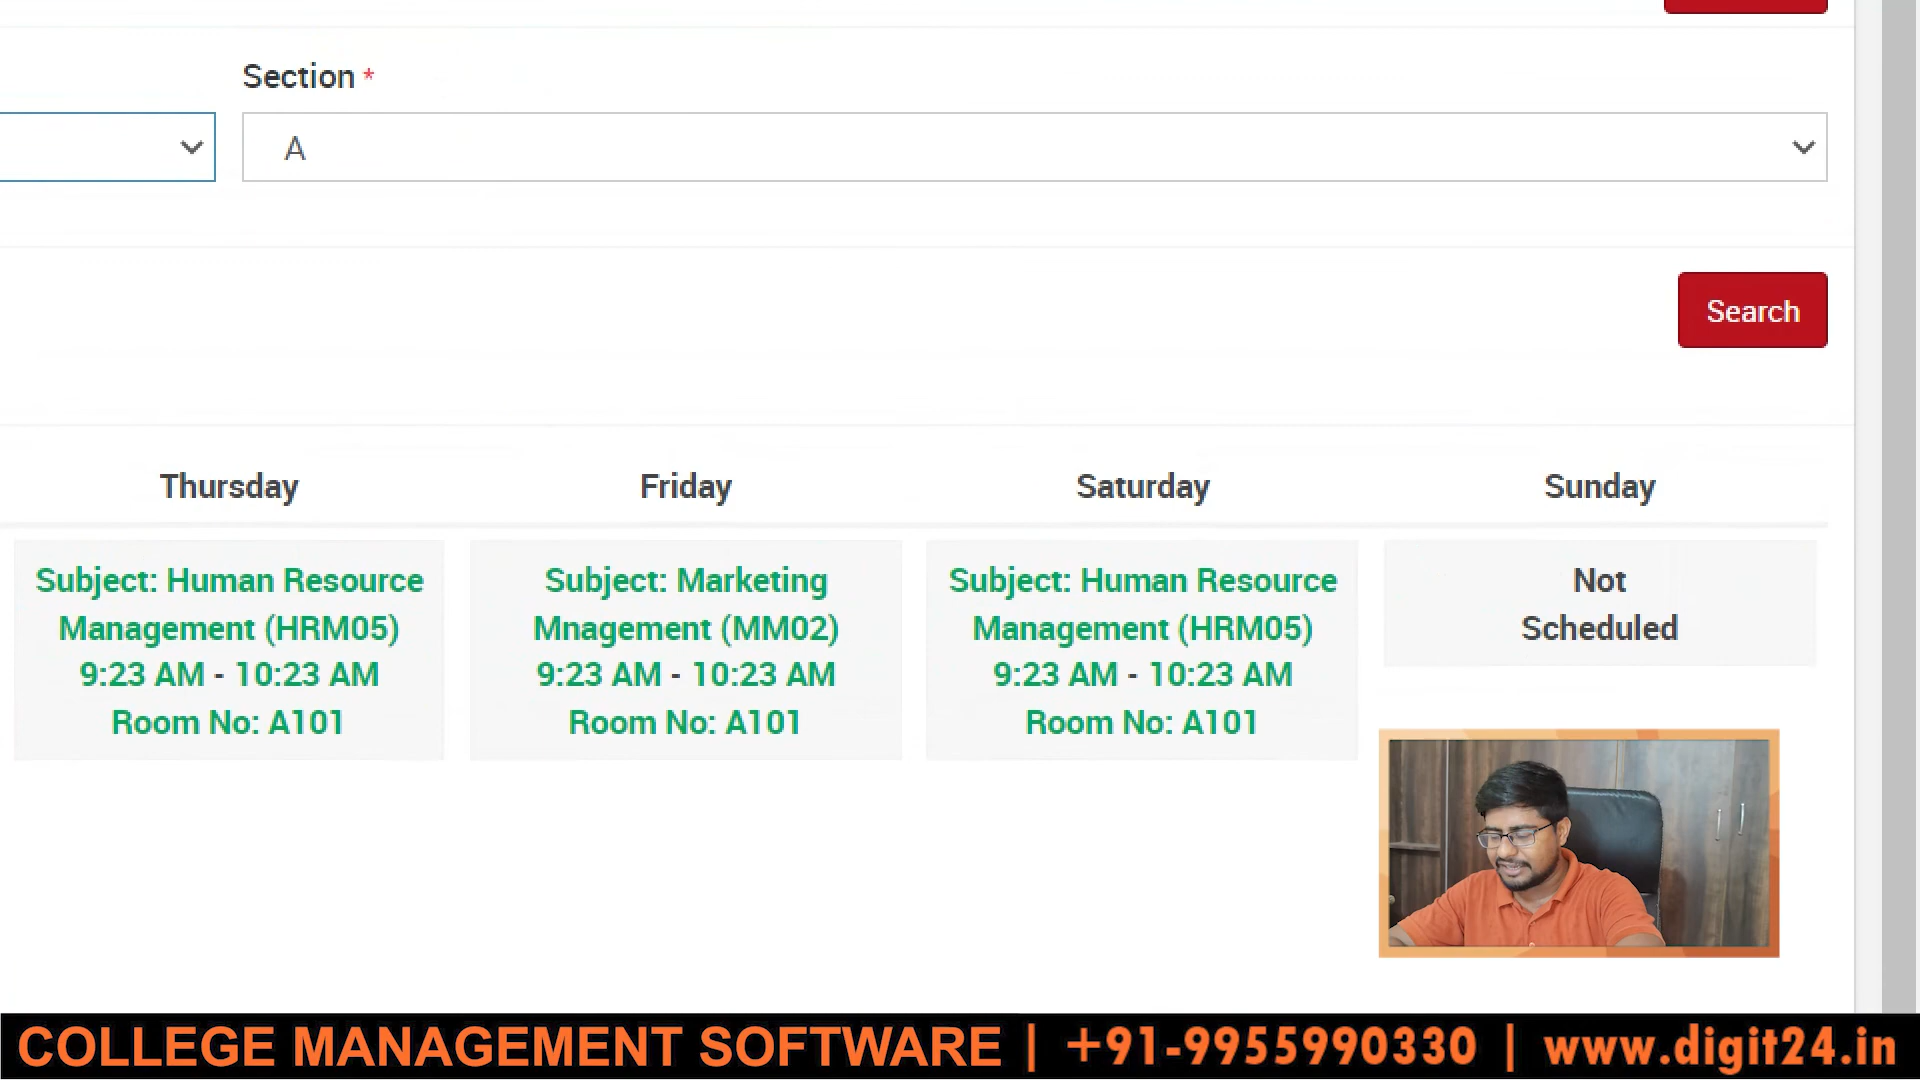 Section *
A
Search
Thursday Friday Saturday Sunday
Subject: Human Resource
Management (HRM05)
9:23 AM - 10:23 AM
Room No: A101
Subject: Marketing
Mnagement (MM02)
9:23 AM - 10:23 AM
Room No: A101
Subject: Human Resource
Management (HRM05)
9:23 AM - 10:23 AM
Room No: A101
Not
Scheduled
COLLEGE MANAGEMENT SOFTWARE | +91-9955990330 | www.digit24.in